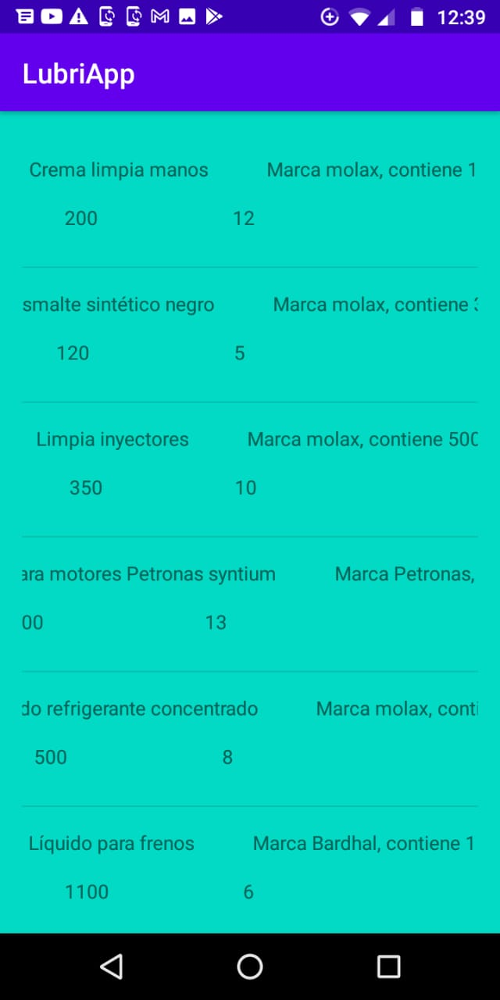 12:39
LubriApp
Crema limpia manos Marca molax, contiene 1
200 12
smalte sintético negro Marca molax, contiene
120 5
Limpia inyectores Marca molax, contiene 500
350 10
ara motores Petronas syntium Marca Petronas,
00 13
do refrigerante concentrado Marca molax, conti
500 8
Líquido para frenos Marca Bardhal, contiene 1
1100 6